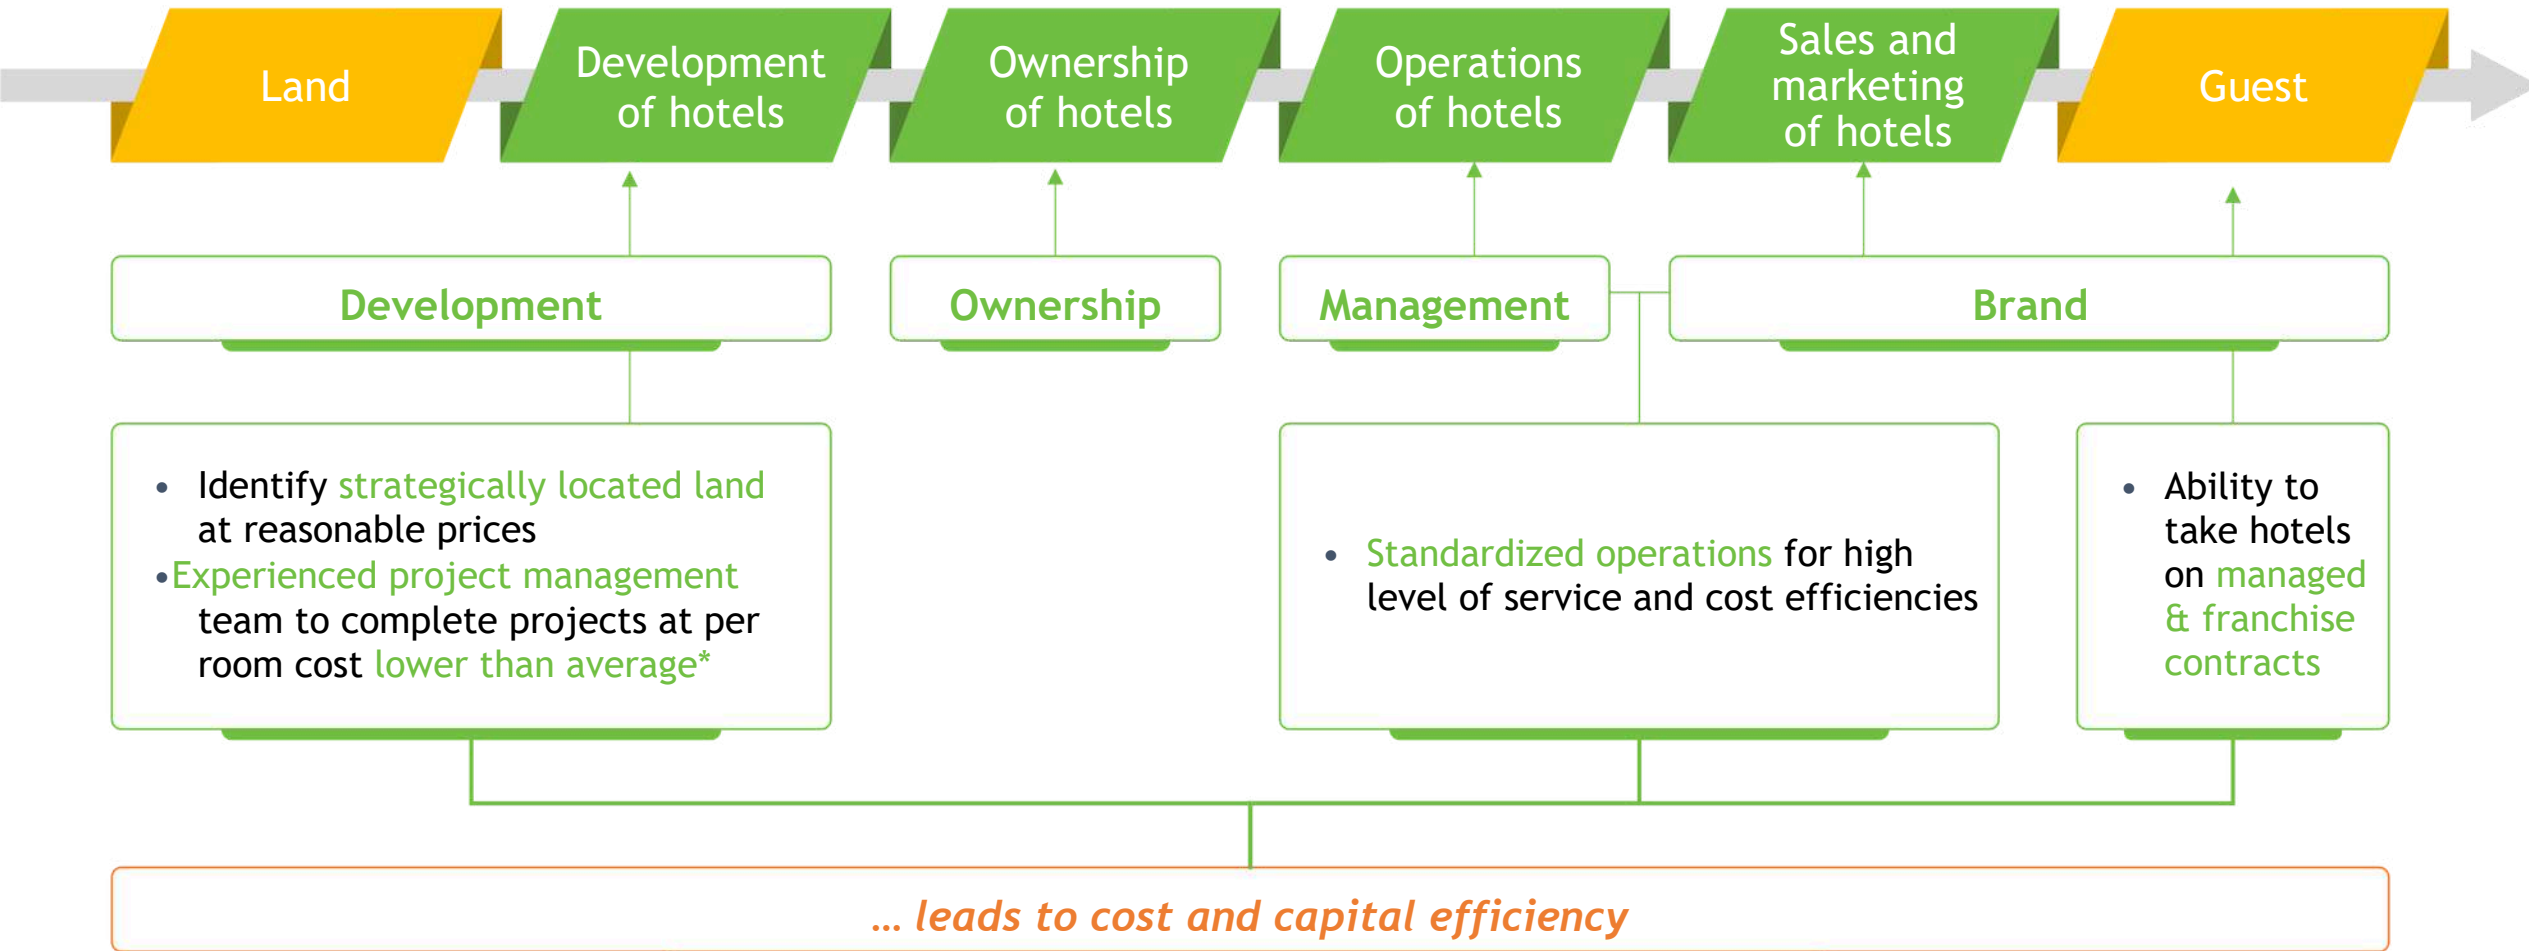 Land
Development
of hotels
Ownership
of hotels
Operations
of hotels
Sales and
marketing
of hotels
Guest
Development
Ownership
Management
Brand
• Identify strategically located land
at reasonable prices
•Experienced project management
team to complete projects at per
room cost lower than average*
• Standardized operations for high
level of service and cost efficiencies
• Ability to
take hotels
on managed
& franchise
contracts
… leads to cost and capital efficiency